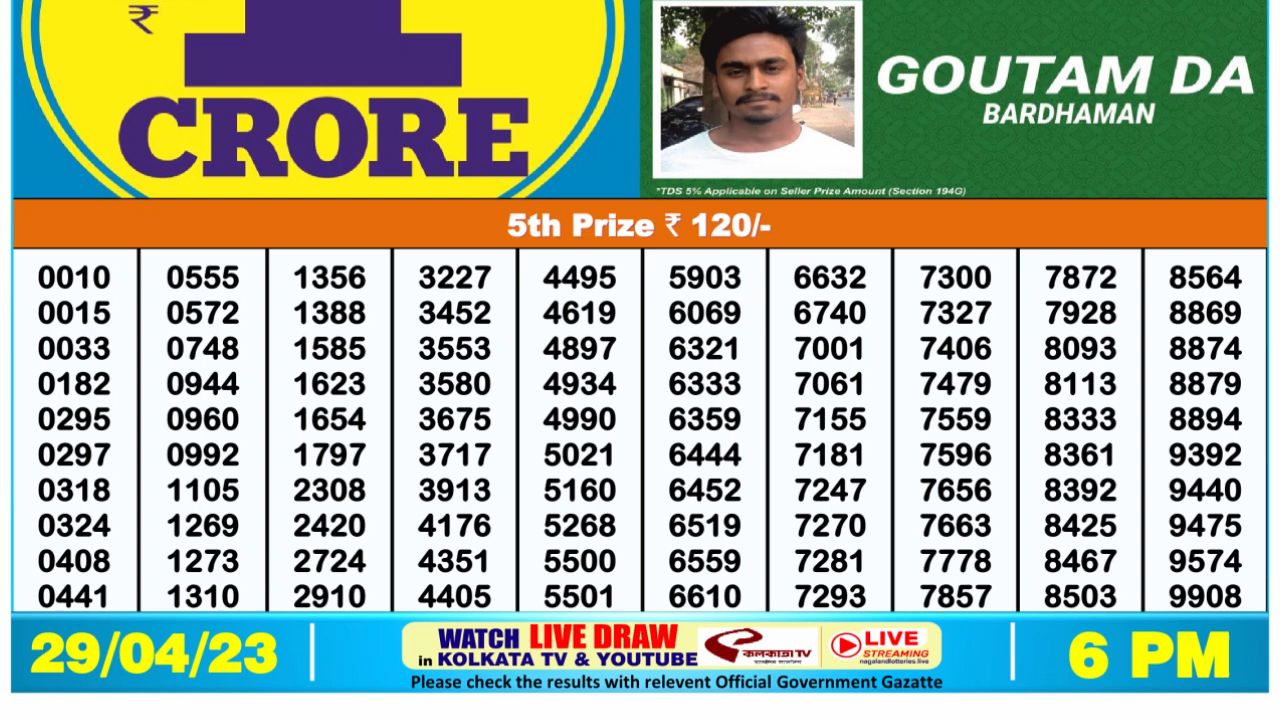 ₹
CRORE
GOUTAM DA
BARDHAMAN
*TDS 5% Applicable on Seller Prize Amount (Section 194G)
5th Prize ₹ 120/-
0010 0555 1356 3227 4495 5903 6632 7300 7872 8564
0015 0572 1388 3452 4619 6069 6740 7327 7928 8869
0033 0748 1585 3553 4897 6321 7001 7406 8093 8874
0182 0944 1623 3580 4934 6333 7061 7479 8113 8879
0295 0960 1654 3675 4990 6359 7155 7559 8333 8894
0297 0992 1797 3717 5021 6444 7181 7596 8361 9392
0318 1105 2308 3913 5160 6452 7247 7656 8392 9440
0324 1269 2420 4176 5268 6519 7270 7663 8425 9475
0408 1273 2724 4351 5500 6559 7281 7778 8467 9574
0441 1310 2910 4405 5501 6610 7293 7857 8503 9908
29/04/23
WATCH LIVE DRAW
in KOLKATA TV & YOUTUBE
কলকাতা TV
LIVE
STREAMING
nagalandlotteries.live
6 PM
Please check the results with relevent Official Government Gazatte